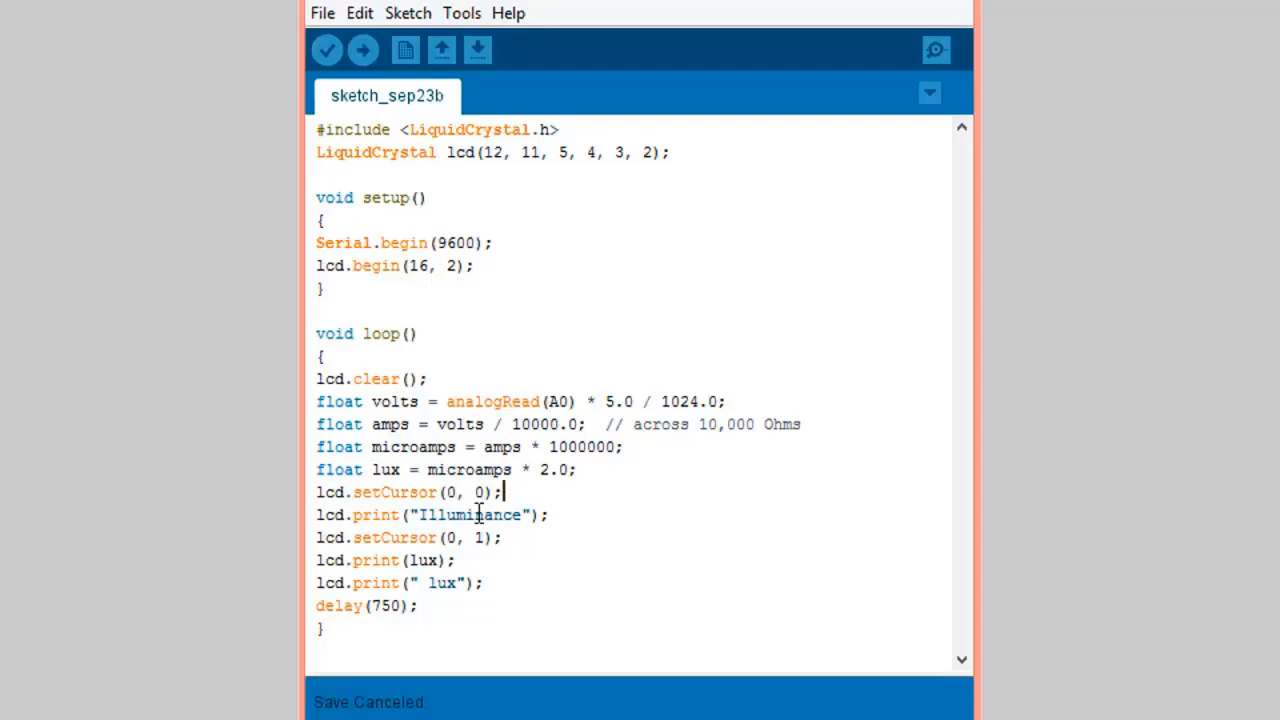 File Edit Sketch Tools Help
sketch_sep23b
#include <LiquidCrystal.h>
LiquidCrystal lcd(12, 11, 5, 4, 3, 2);
void setup()
{
Serial.begin(9600);
lcd.begin(16, 2);
}
void loop()
{
lcd.clear();
float volts = analogRead(A0) * 5.0 / 1024.0;
float amps = volts / 10000.0;  // across 10,000 Ohms
float microamps = amps * 1000000;
float lux = microamps * 2.0;
lcd.setCursor(0, 0);
lcd.print("Illuminance");
lcd.setCursor(0, 1);
lcd.print(lux);
lcd.print(" lux");
delay(750);
}
Save Canceled.